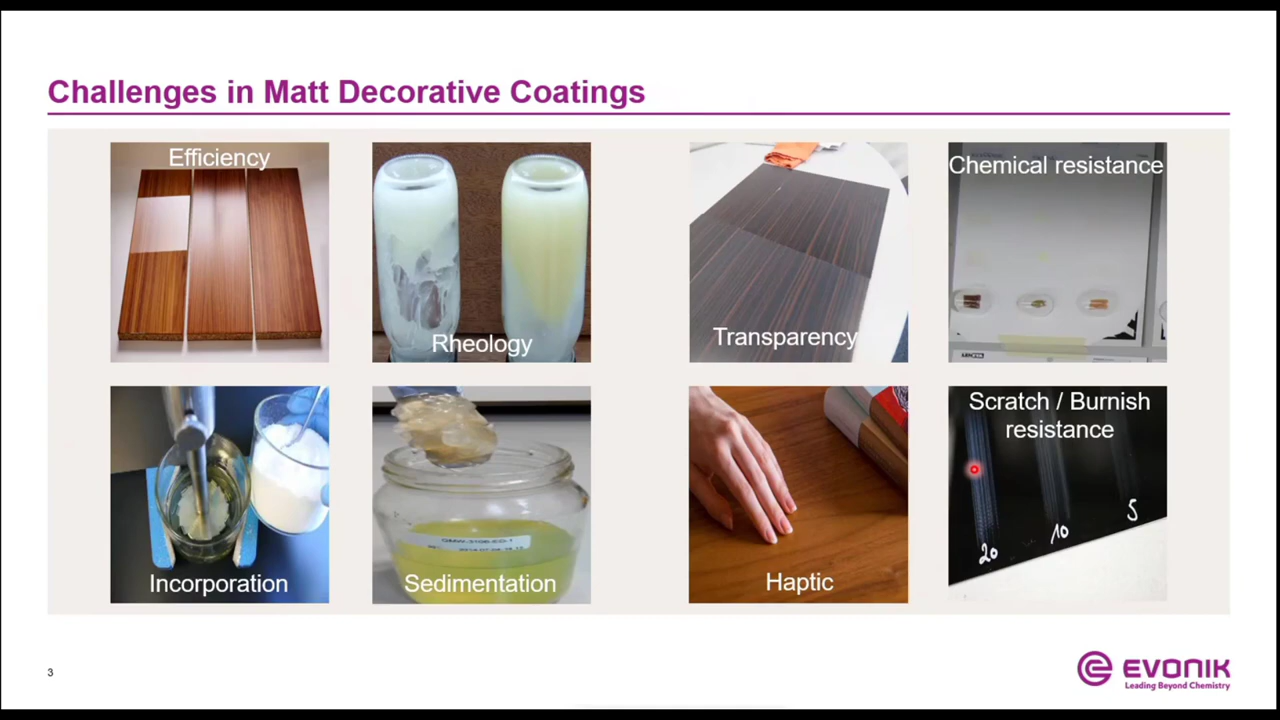 Challenges in Matt Decorative Coatings
Efficiency
Rheology
Transparency
Chemical resistance
Incorporation
Sedimentation
Haptic
Scratch / Burnish
resistance
20
10
5
3
EVONIK
Leading Beyond Chemistry